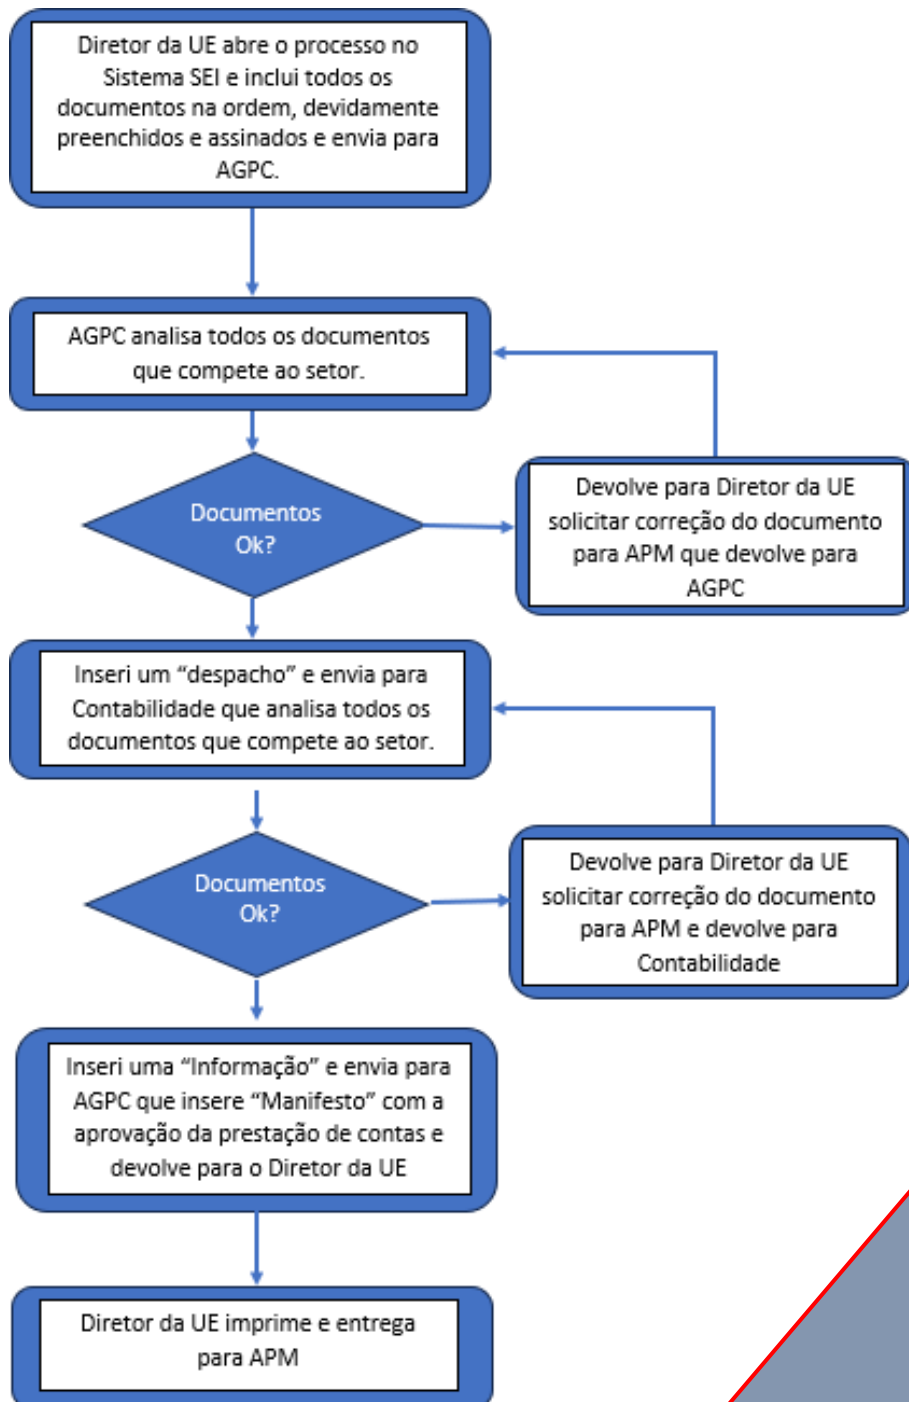 Diretor da UE abre o processo no
Sistema SEI e inclui todos os
documentos na ordem, devidamente
preenchidos e assinados e envia para
AGPC.
AGPC analisa todos os documentos
que compete ao setor.
Documentos
Ok?
Devolve para Diretor da UE
solicitar correção do documento
para APM que devolve para
AGPC
Inseri um “despacho” e envia para
Contabilidade que analisa todos os
documentos que compete ao setor.
Documentos
Ok?
Devolve para Diretor da UE
solicitar correção do documento
para APM e devolve para
Contabilidade
Inseri uma “Informação” e envia para
AGPC que insere “Manifesto” com a
aprovação da prestação de contas e
devolve para o Diretor da UE
Diretor da UE imprime e entrega
para APM